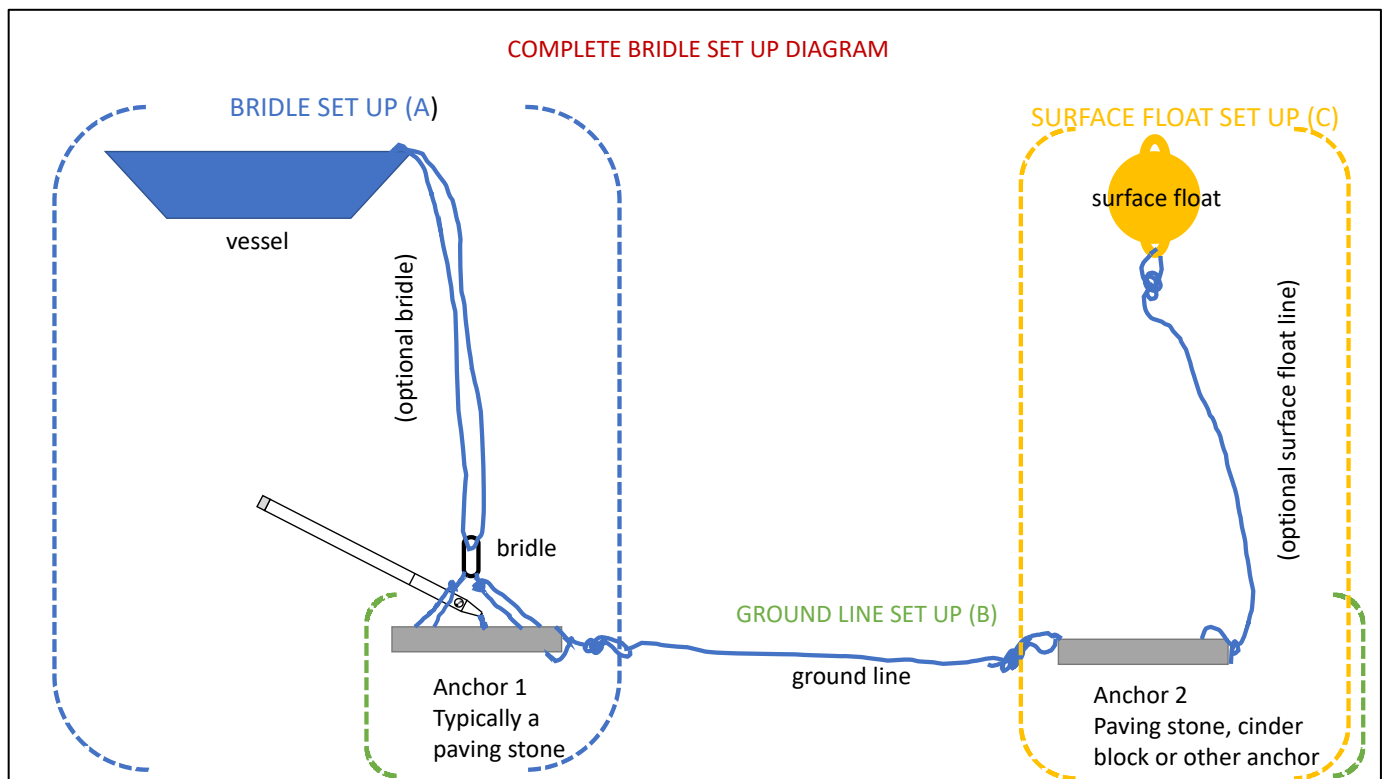 COMPLETE BRIDLE SET UP DIAGRAM
BRIDLE SET UP (A)
SURFACE FLOAT SET UP (C)
surface float
vessel
(optional bridle)
(optional surface float line)
bridle
GROUND LINE SET UP (B)
ground line
Anchor 1
Typically a
paving stone
Anchor 2
Paving stone, cinder
block or other anchor